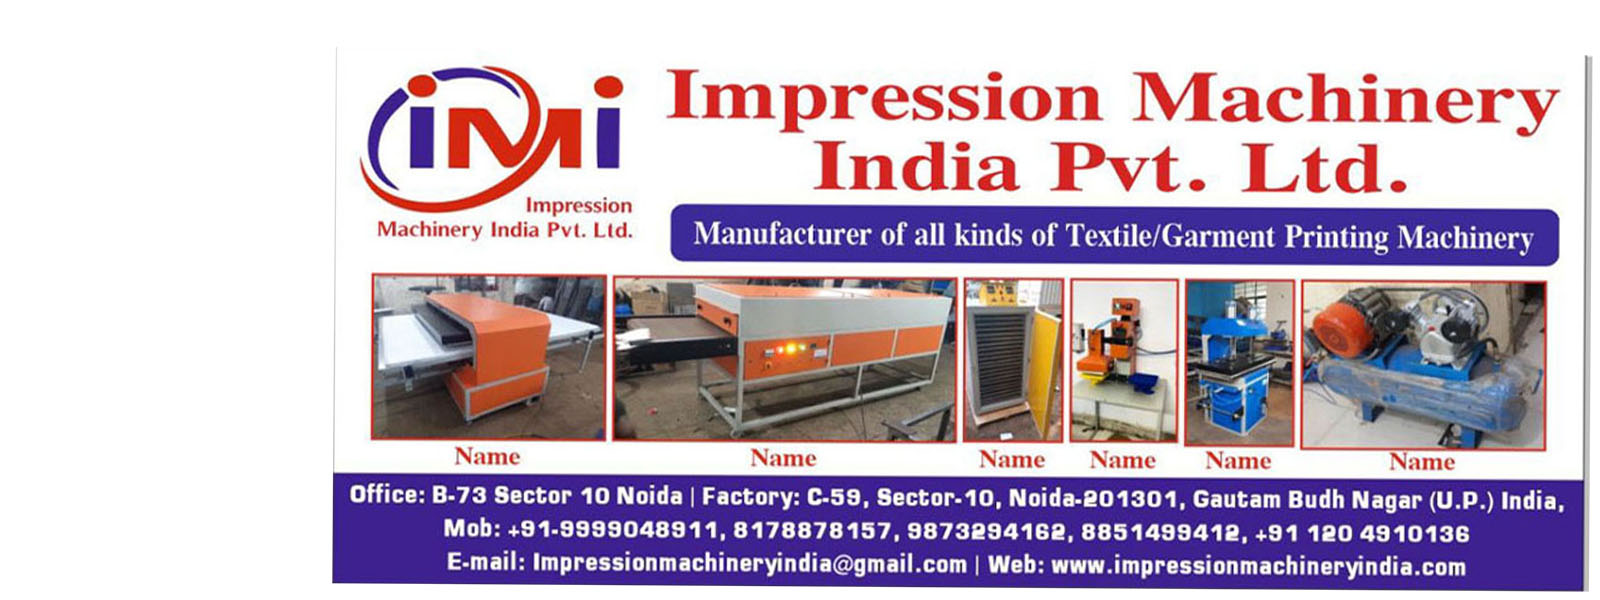 iMi
Impression
Machinery India Pvt. Ltd.
Impression Machinery
India Pvt. Ltd.
Manufacturer of all kinds of Textile/Garment Printing Machinery
Name
Name
Name
Name
Name
Name
Office: B-73 Sector 10 Noida | Factory: C-59, Sector-10, Noida-201301, Gautam Budh Nagar (U.P.) India,
Mob: +91-9999048911, 8178878157, 9873294162, 8851499412, +91 120 4910136
E-mail: Impressionmachineryindia@gmail.com | Web: www.impressionmachineryindia.com